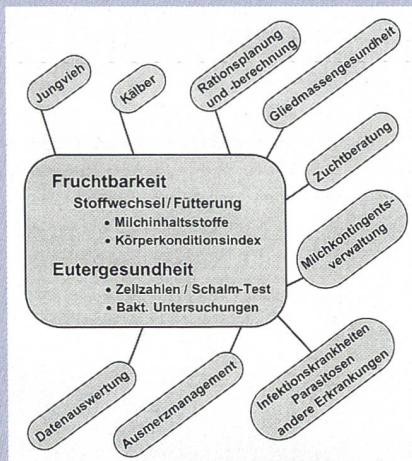 Jungvieh
Kälber
Rationsplanung
und -berechnung
Gliedmassengesundheit
Zuchtberatung
Milchkontingents-
verwaltung
Fruchtbarkeit
Stoffwechsel / Fütterung
• Milchinhaltsstoffe
• Körperkonditionsindex
Eutergesundheit
• Zellzahlen / Schalm-Test
• Bakt. Untersuchungen
Datenauswertung
Ausmerzmanagement
Infektionskrankheiten
Parasitosen
andere Erkrankungen